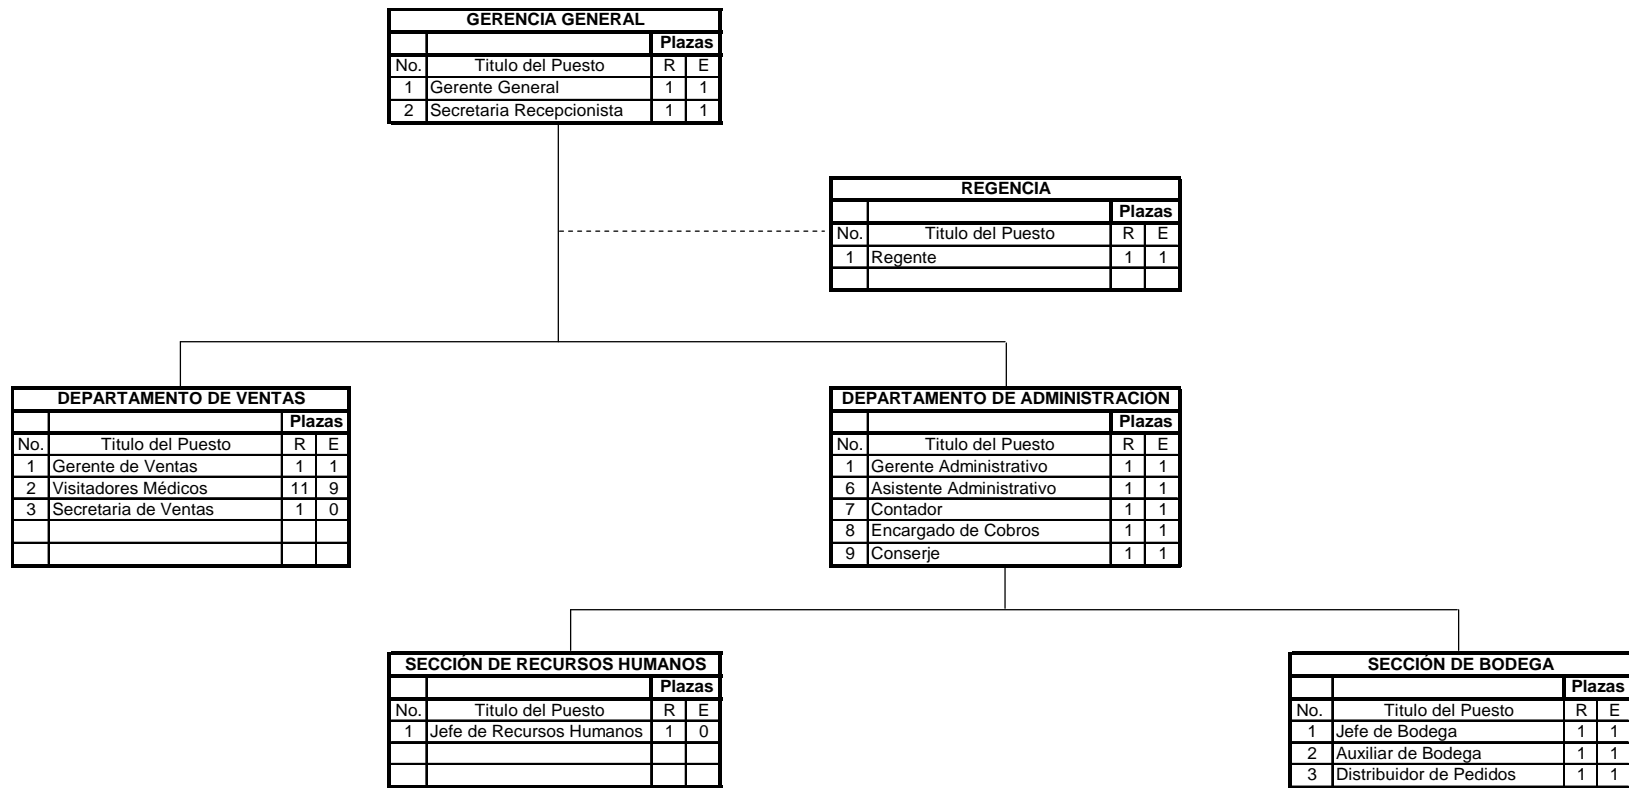 GERENCIA GENERAL
Plazas
No. Titulo del Puesto R E
1 Gerente General 1 1
2 Secretaria Recepcionista 1 1
REGENCIA
Plazas
No. Titulo del Puesto R E
1 Regente 1 1
DEPARTAMENTO DE VENTAS
Plazas
No. Titulo del Puesto R E
1 Gerente de Ventas 1 1
2 Visitadores Médicos 11 9
3 Secretaria de Ventas 1 0
DEPARTAMENTO DE ADMINISTRACIÓN
Plazas
No. Titulo del Puesto R E
1 Gerente Administrativo 1 1
6 Asistente Administrativo 1 1
7 Contador 1 1
8 Encargado de Cobros 1 1
9 Conserje 1 1
SECCIÓN DE RECURSOS HUMANOS
Plazas
No. Titulo del Puesto R E
1 Jefe de Recursos Humanos 1 0
SECCIÓN DE BODEGA
Plazas
No. Titulo del Puesto R E
1 Jefe de Bodega 1 1
2 Auxiliar de Bodega 1 1
3 Distribuidor de Pedidos 1 1